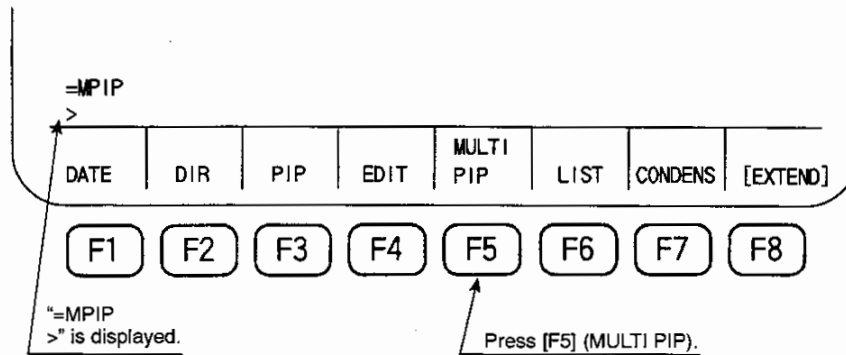 =MPIP
>
DATE DIR PIP EDIT MULTI PIP LIST CONDENS [EXTEND]
F1 F2 F3 F4 F5 F6 F7 F8
"=MPIP
>" is displayed.
Press [F5] (MULTI PIP).